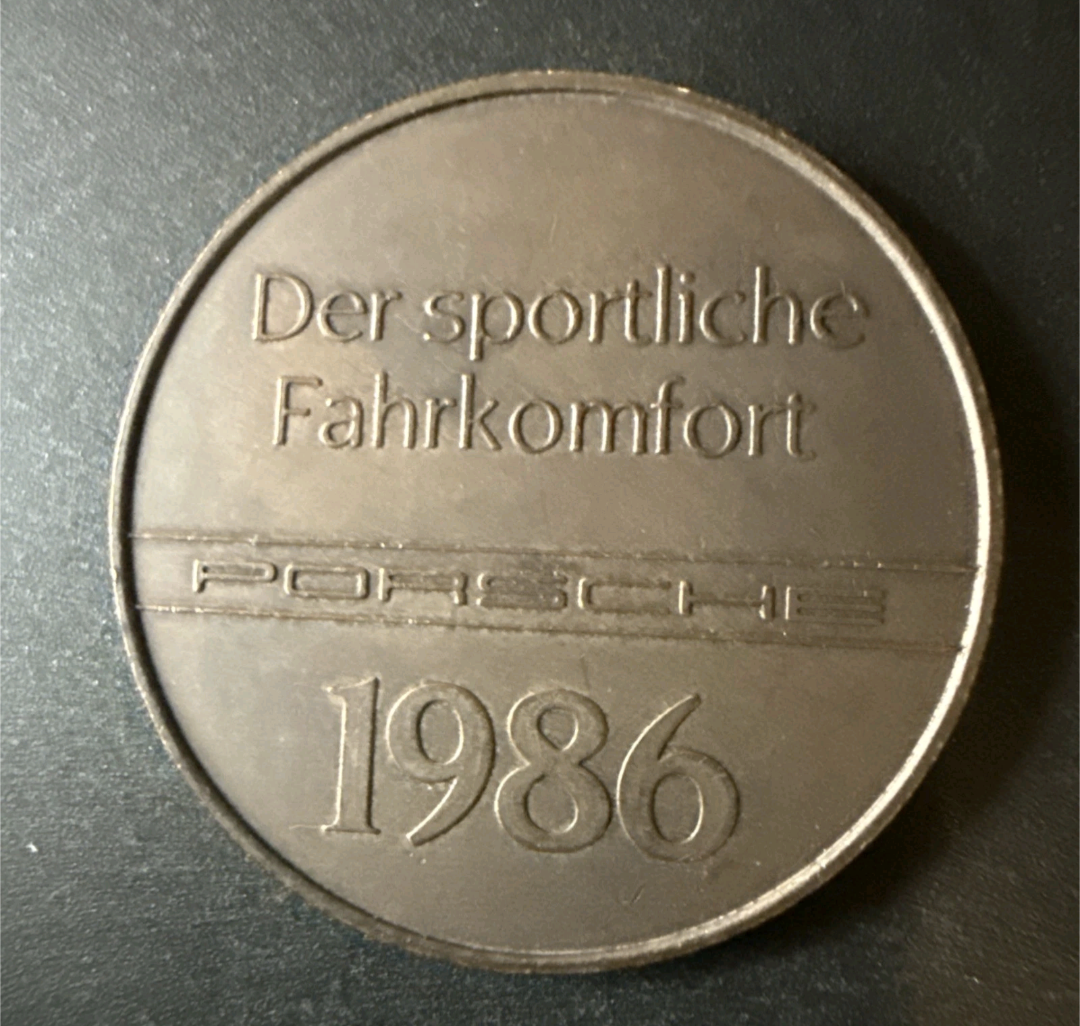 Der sportliche
Fahrkomfort
PORSCHE
1986